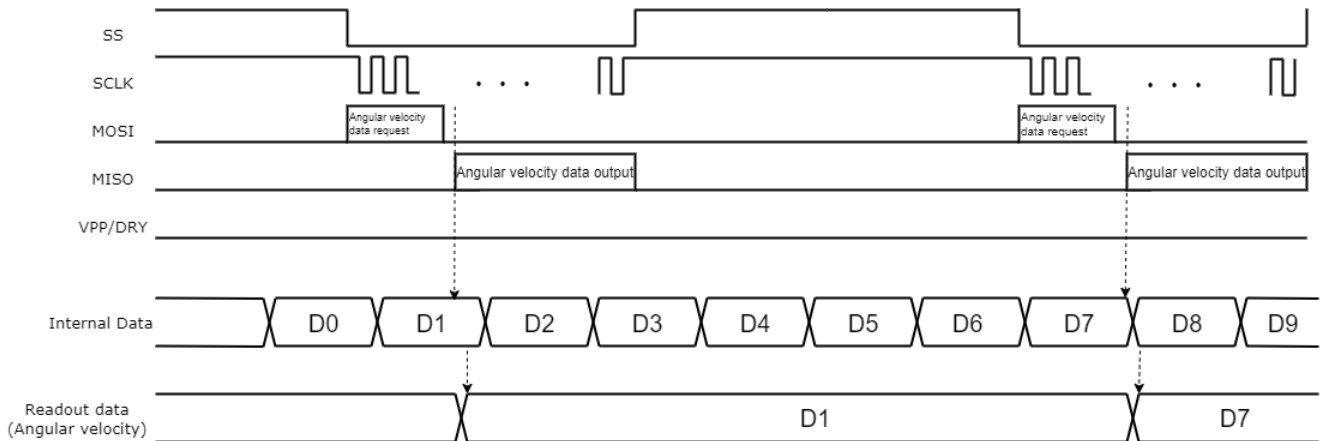 SS
SCLK
. . .
. . .
MOSI
Angular velocity
data request
Angular velocity
data request
MISO
Angular velocity data output
Angular velocity data output
VPP/DRY
Internal Data
D0
D1
D2
D3
D4
D5
D6
D7
D8
D9
Readout data
(Angular velocity)
D1
D7